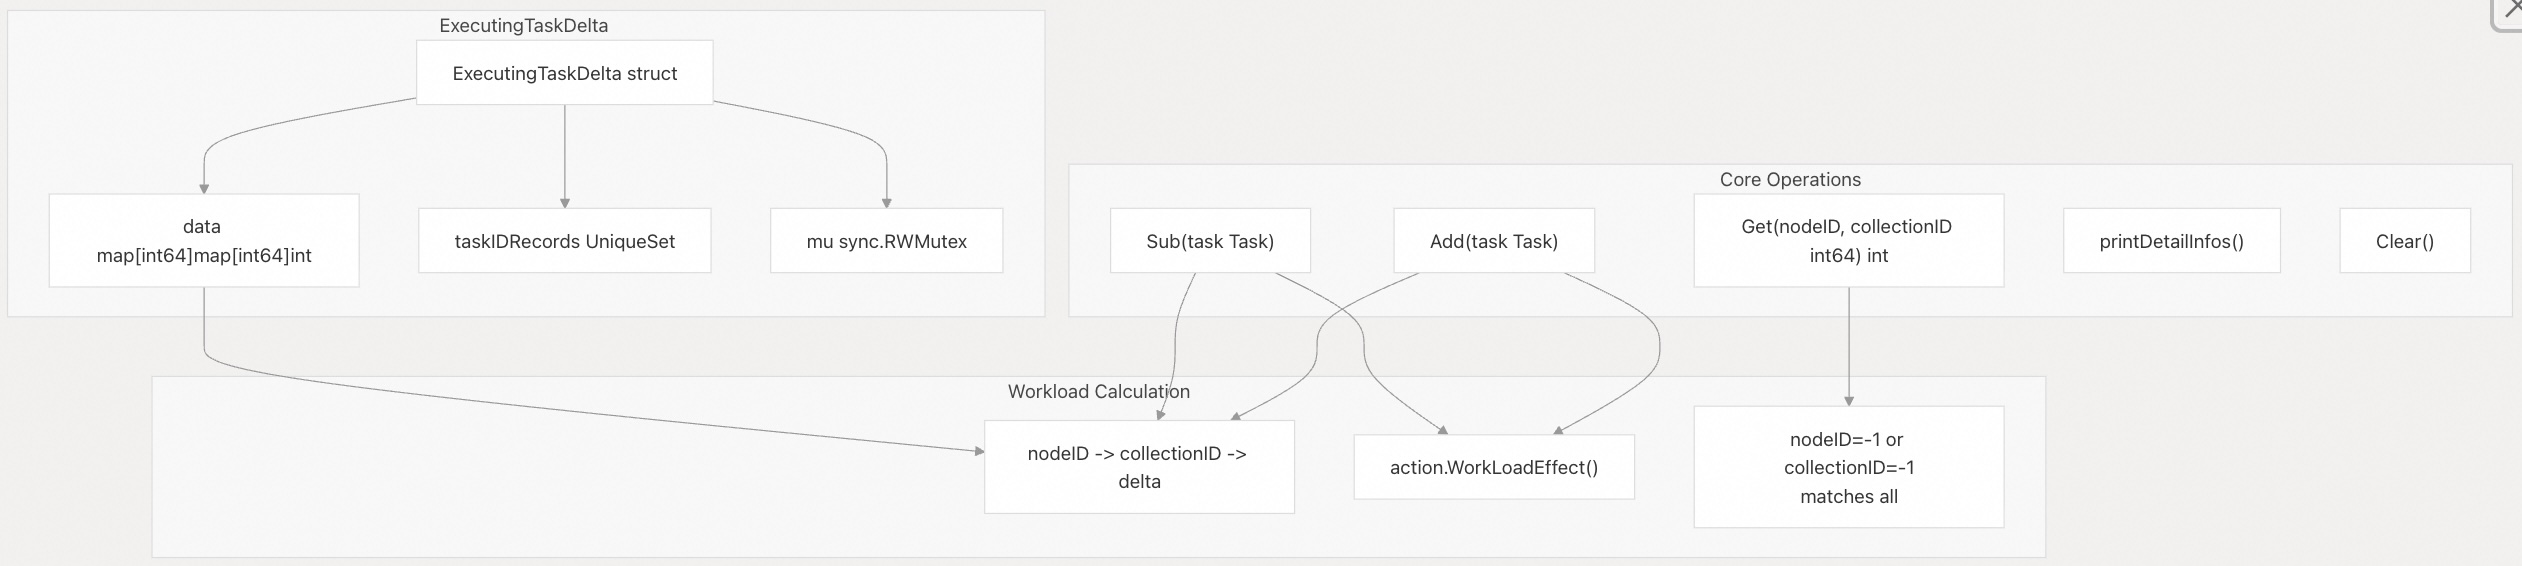 ExecutingTaskDelta
ExecutingTaskDelta struct
data
map[int64]map[int64]int
taskIDRecords UniqueSet
mu sync.RWMutex
Core Operations
Sub(task Task)
Add(task Task)
Get(nodeID, collectionID
int64) int
printDetailInfos()
Clear()
Workload Calculation
nodeID -> collectionID ->
delta
action.WorkLoadEffect()
nodeID=-1 or
collectionID=-1
matches all